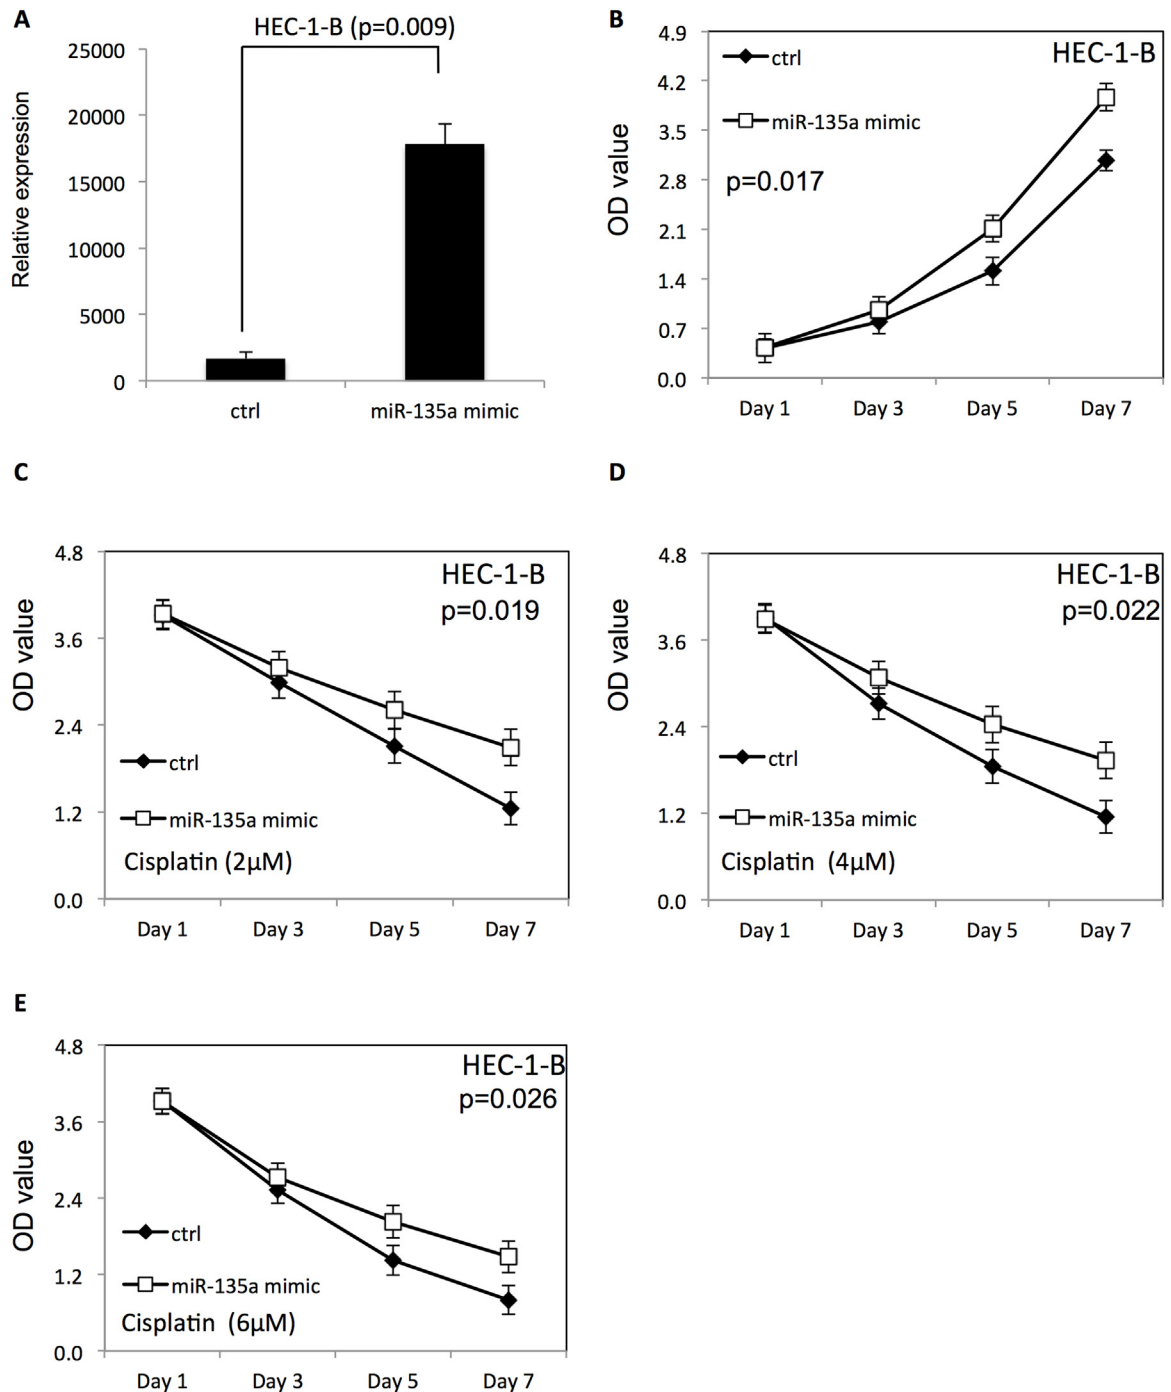 A
HEC-1-B (p=0.009)
25000
20000
15000
10000
5000
0
Relative expression
ctrl
miR-135a mimic
B
4.9
4.2
3.5
2.8
2.1
1.4
0.7
0.0
OD value
ctrl
HEC-1-B
miR-135a mimic
p=0.017
Day 1
Day 3
Day 5
Day 7
C
4.8
3.6
2.4
1.2
0.0
OD value
HEC-1-B
p=0.019
ctrl
miR-135a mimic
Cisplatin (2μM)
Day 1
Day 3
Day 5
Day 7
D
4.8
3.6
2.4
1.2
0.0
OD value
HEC-1-B
p=0.022
ctrl
miR-135a mimic
Cisplatin (4μM)
Day 1
Day 3
Day 5
Day 7
E
4.8
3.6
2.4
1.2
0.0
OD value
HEC-1-B
p=0.026
ctrl
miR-135a mimic
Cisplatin (6μM)
Day 1
Day 3
Day 5
Day 7